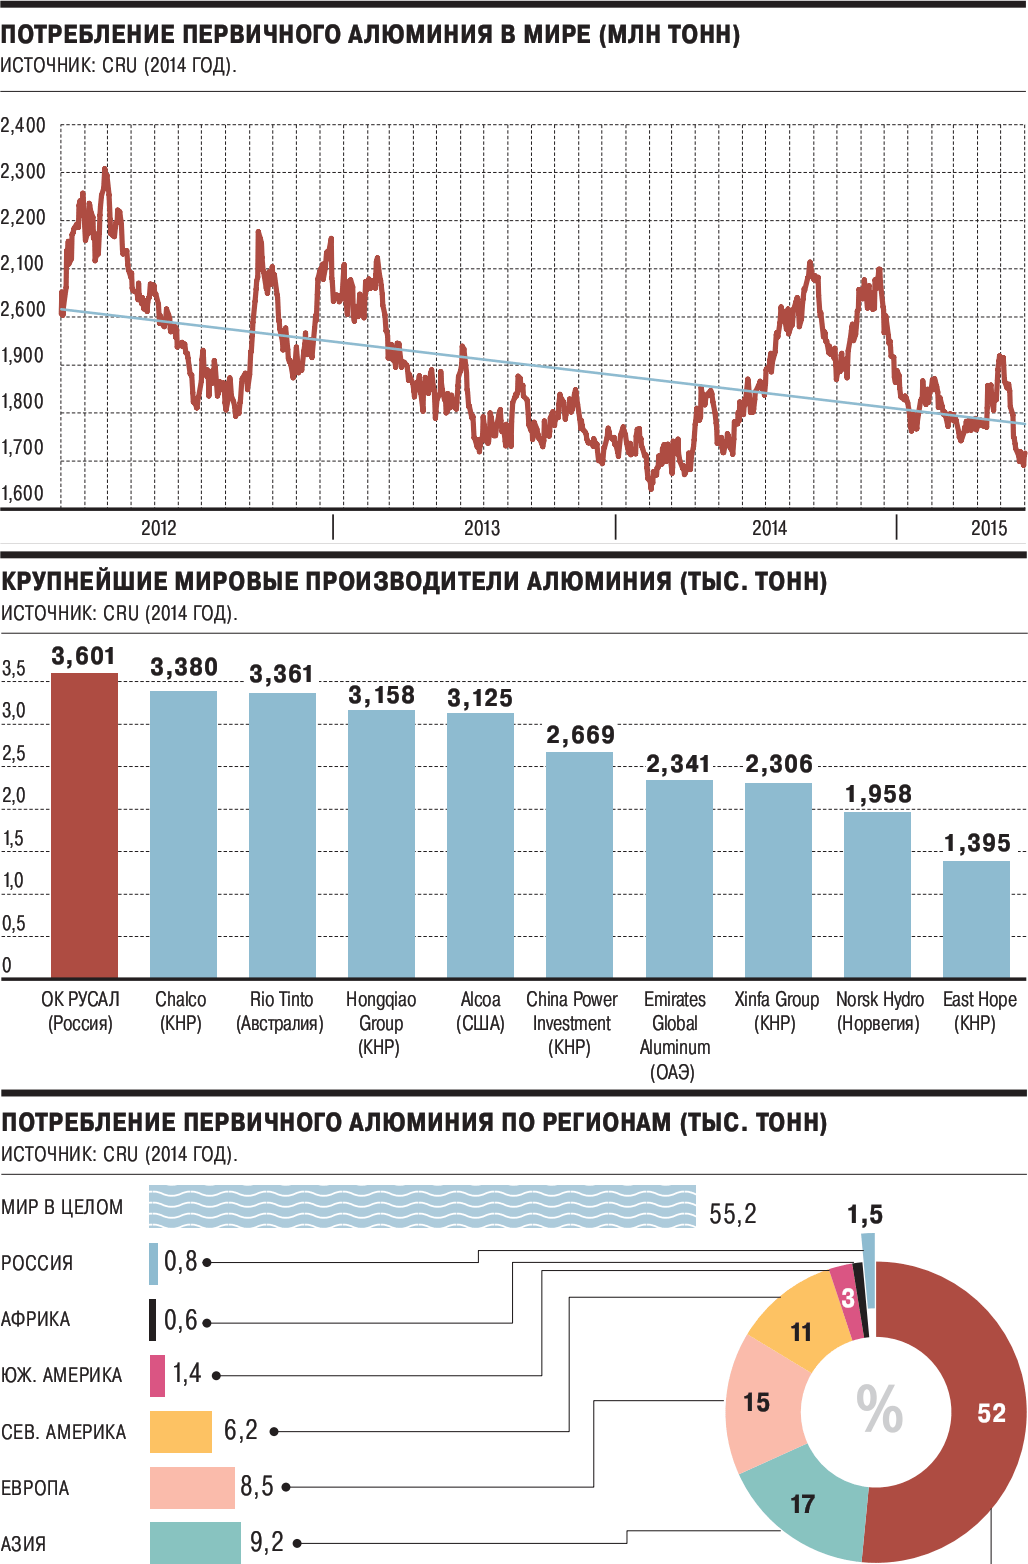 ПОТРЕБЛЕНИЕ ПЕРВИЧНОГО АЛЮМИНИЯ В МИРЕ (МЛН ТОНН)
ИСТОЧНИК: CRU (2014 ГОД).
2,400
2,300
2,200
2,100
2,600
1,900
1,800
1,700
1,600
2012
2013
2014
2015
КРУПНЕЙШИЕ МИРОВЫЕ ПРОИЗВОДИТЕЛИ АЛЮМИНИЯ (ТЫС. ТОНН)
ИСТОЧНИК: CRU (2014 ГОД).
3,5
3,0
2,5
2,0
1,5
1,0
0,5
0
3,601
3,380
3,361
3,158
3,125
2,669
2,341
2,306
1,958
1,395
ОК РУСАЛ
(Россия)
Chalco
(КНР)
Rio Tinto
(Австралия)
Hongqiao
Group
(КНР)
Alcoa
(США)
China Power
Investment
(КНР)
Emirates
Global
Aluminum
(ОАЭ)
Xinfa Group
(КНР)
Norsk Hydro
(Норвегия)
East Hope
(КНР)
ПОТРЕБЛЕНИЕ ПЕРВИЧНОГО АЛЮМИНИЯ ПО РЕГИОНАМ (ТЫС. ТОНН)
ИСТОЧНИК: CRU (2014 ГОД).
МИР В ЦЕЛОМ 55,2
РОССИЯ 0,8
АФРИКА 0,6
ЮЖ. АМЕРИКА 1,4
СЕВ. АМЕРИКА 6,2
ЕВРОПА 8,5
АЗИЯ 9,2
1,5
3
11
15
17
52
%